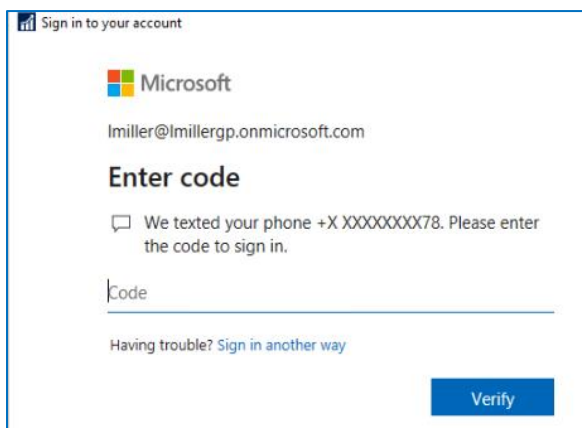 Sign in to your account
Microsoft
lmiller@lmillergp.onmicrosoft.com
Enter code
We texted your phone +X XXXXXXXX78. Please enter
the code to sign in.
Code
Having trouble? Sign in another way
Verify